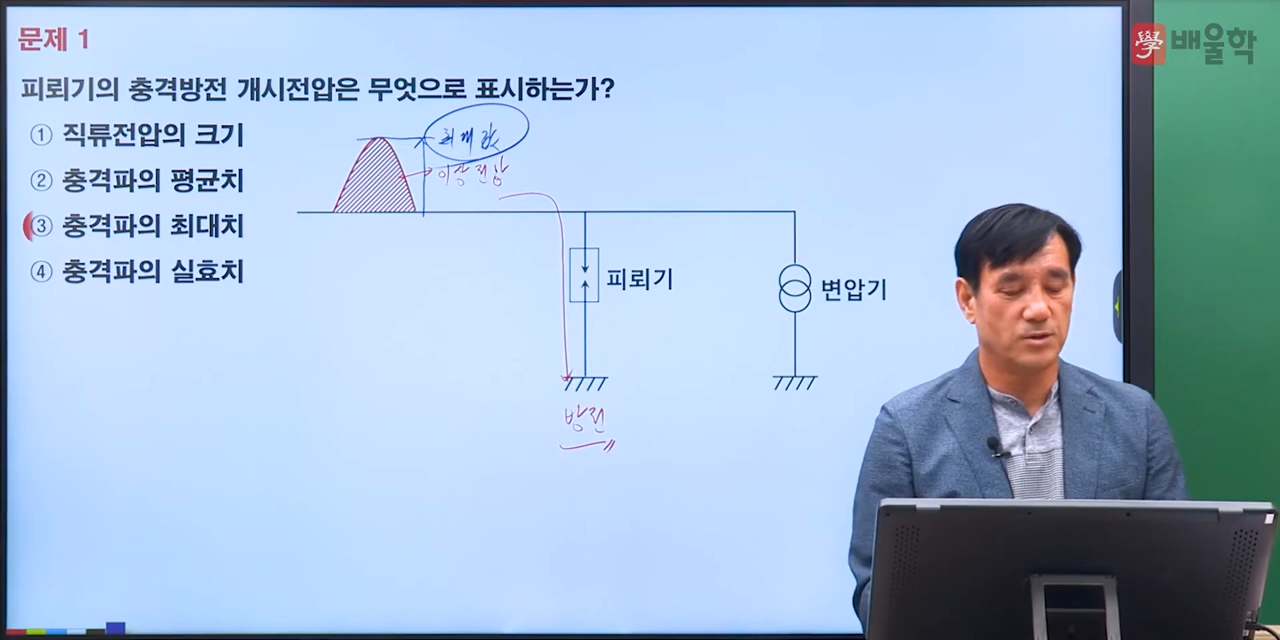 문제 1
學 배울학
피뢰기의 충격방전 개시전압은 무엇으로 표시하는가?
① 직류전압의 크기
② 충격파의 평균치
③ 충격파의 최대치
④ 충격파의 실효치
최대값
이상전압
피뢰기
변압기
방전